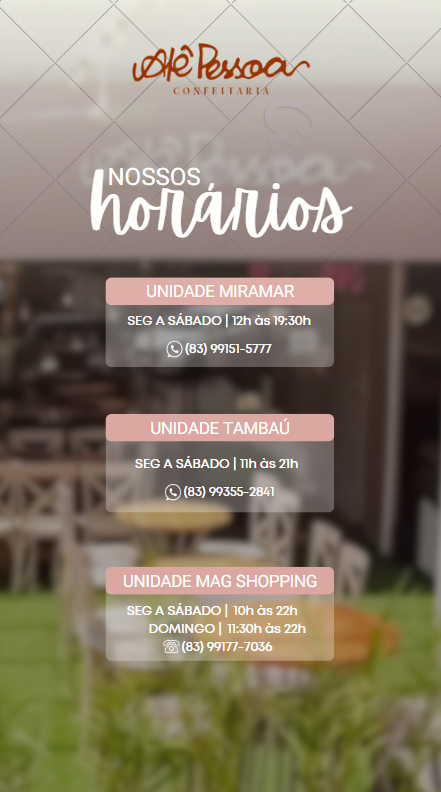 Alê Pessoa
CONFEITARIA
NOSSOS
horários
UNIDADE MIRAMAR
SEG A SÁBADO | 12h às 19:30h
(83) 99151-5777
UNIDADE TAMBAÚ
SEG A SÁBADO | 11h às 21h
(83) 99355-2841
UNIDADE MAG SHOPPING
SEG A SÁBADO | 10h às 22h
DOMINGO | 11:30h às 22h
(83) 99177-7036